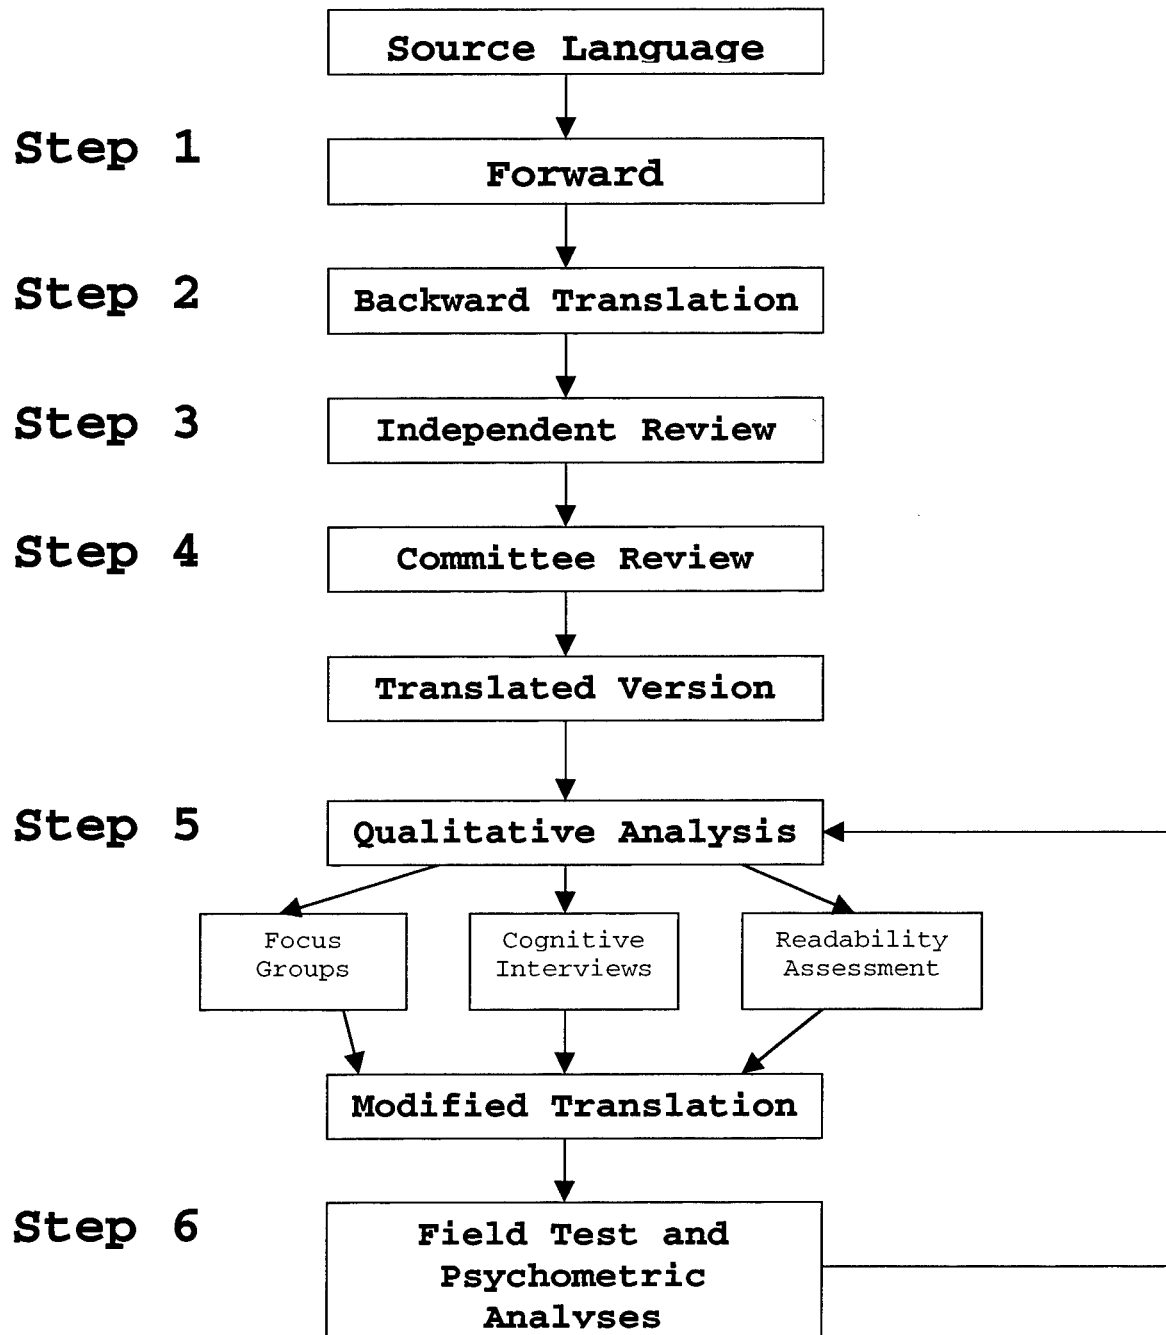 Source Language
Step 1
Forward
Step 2
Backward Translation
Step 3
Independent Review
Step 4
Committee Review
Translated Version
Step 5
Qualitative Analysis
Focus
Groups
Cognitive
Interviews
Readability
Assessment
Modified Translation
Step 6
Field Test and
Psychometric
Analyses